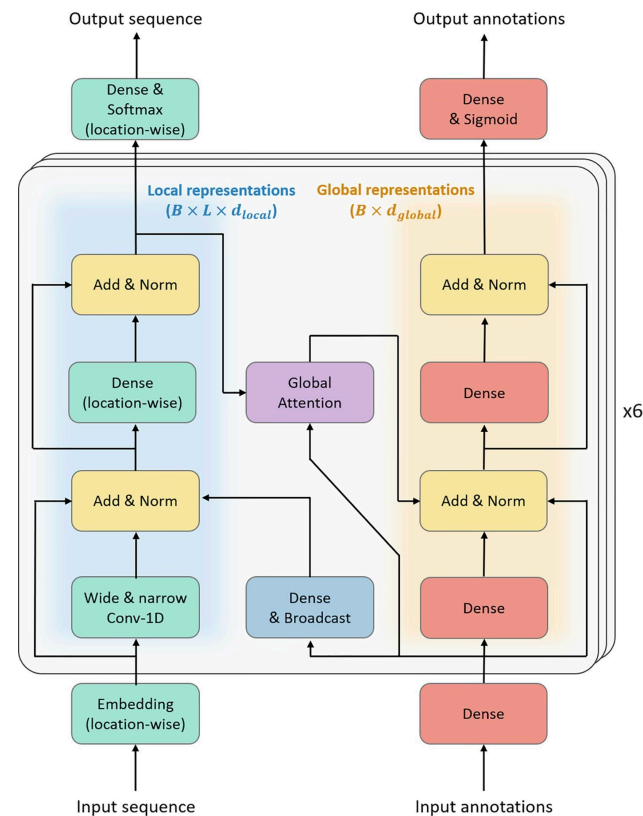 Output sequence
Output annotations
Dense &
Softmax
(location-wise)
Dense
& Sigmoid
Local representations
(B × L × d_local)
Global representations
(B × d_global)
Add & Norm
Add & Norm
Dense
(location-wise)
Global
Attention
Dense
x6
Add & Norm
Add & Norm
Wide & narrow
Conv-1D
Dense
& Broadcast
Dense
Embedding
(location-wise)
Dense
Input sequence
Input annotations